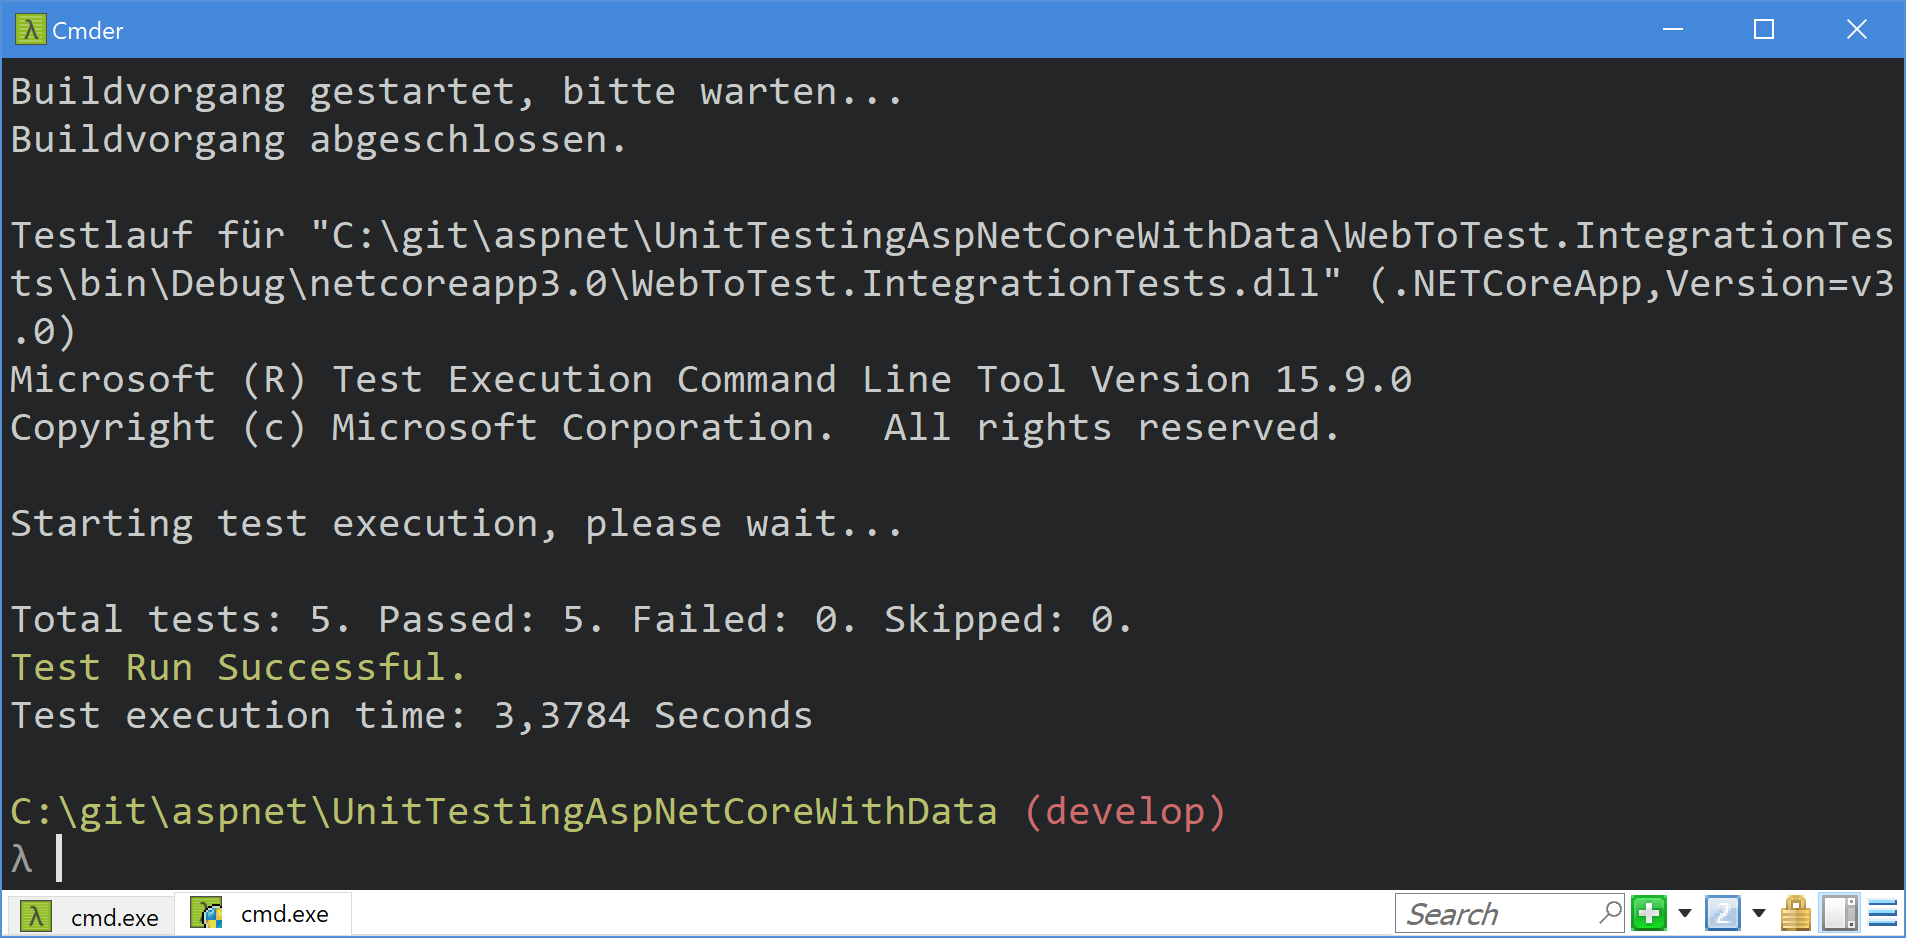 Cmder
Buildvorgang gestartet, bitte warten...
Buildvorgang abgeschlossen.
Testlauf für "C:\git\aspnet\UnitTestingAspNetCoreWithData\WebToTest.IntegrationTes
ts\bin\Debug\netcoreapp3.0\WebToTest.IntegrationTests.dll" (.NETCoreApp,Version=v3
.0)
Microsoft (R) Test Execution Command Line Tool Version 15.9.0
Copyright (c) Microsoft Corporation.  All rights reserved.
Starting test execution, please wait...
Total tests: 5. Passed: 5. Failed: 0. Skipped: 0.
Test Run Successful.
Test execution time: 3,3784 Seconds
C:\git\aspnet\UnitTestingAspNetCoreWithData (develop)
λ
cmd.exe cmd.exe Search 2